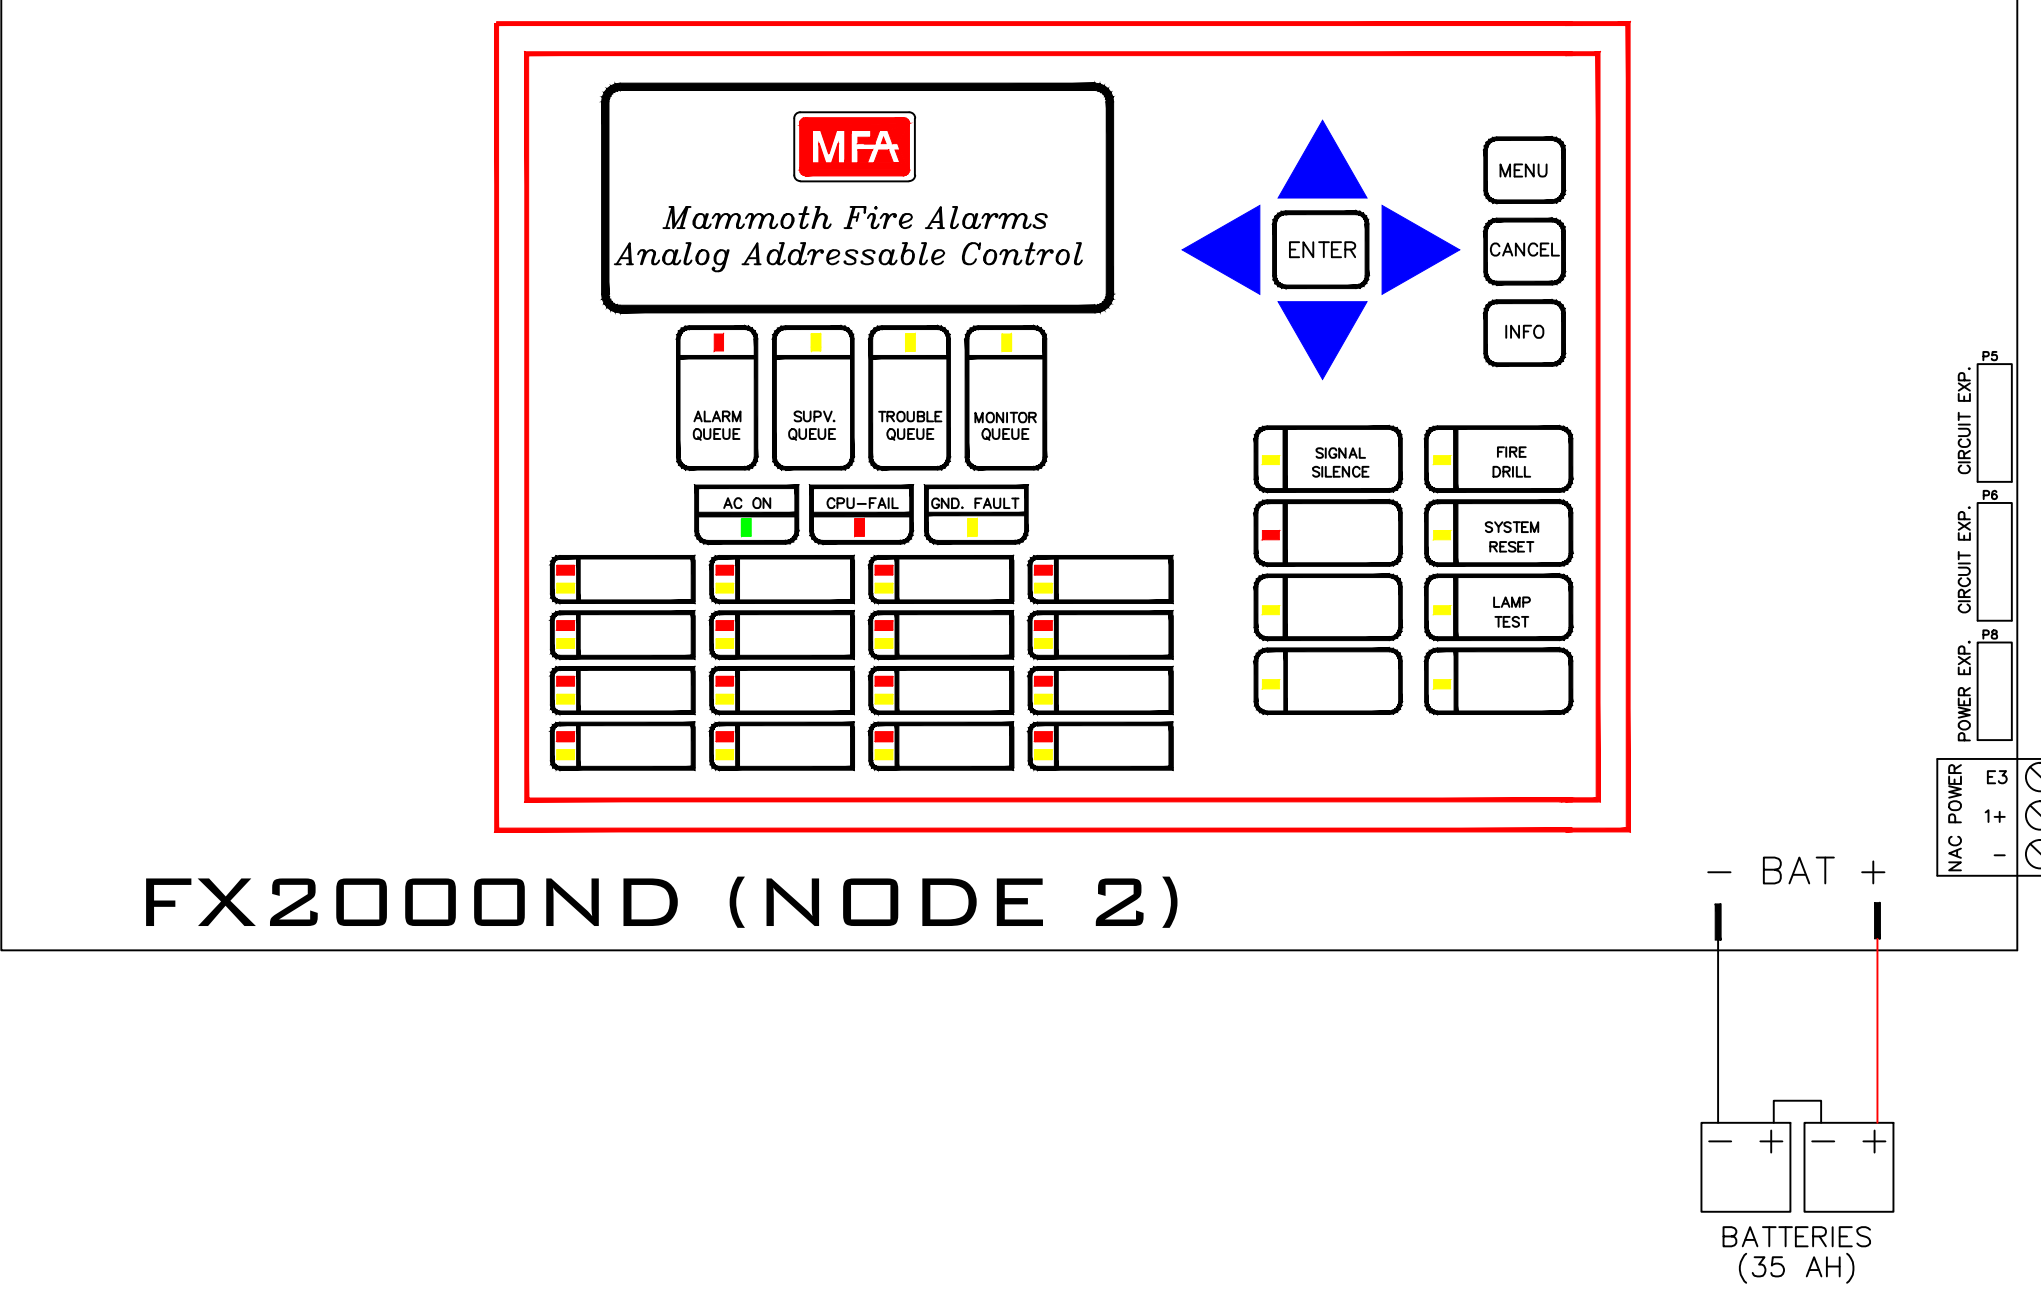 MFA
Mammoth Fire Alarms
Analog Addressable Control
MENU
ENTER
CANCEL
INFO
ALARM
QUEUE
SUPV.
QUEUE
TROUBLE
QUEUE
MONITOR
QUEUE
AC ON
CPU-FAIL
GND. FAULT
SIGNAL
SILENCE
FIRE
DRILL
SYSTEM
RESET
LAMP
TEST
P5
CIRCUIT EXP.
P6
CIRCUIT EXP.
P8
POWER EXP.
NAC POWER
E3
1+
-
- BAT +
FX2000ND (NODE 2)
- + - +
BATTERIES
(35 AH)